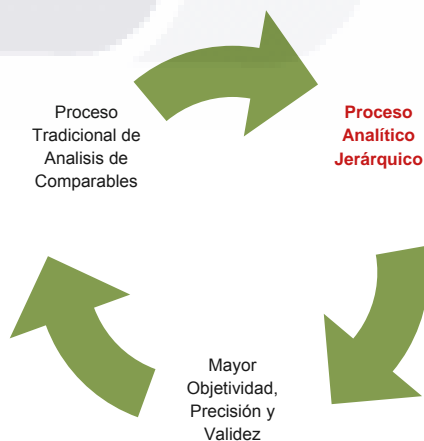 Proceso
Tradicional de
Analisis de
Comparables
Proceso
Analítico
Jerárquico
Mayor
Objetividad,
Precisión y
Validez